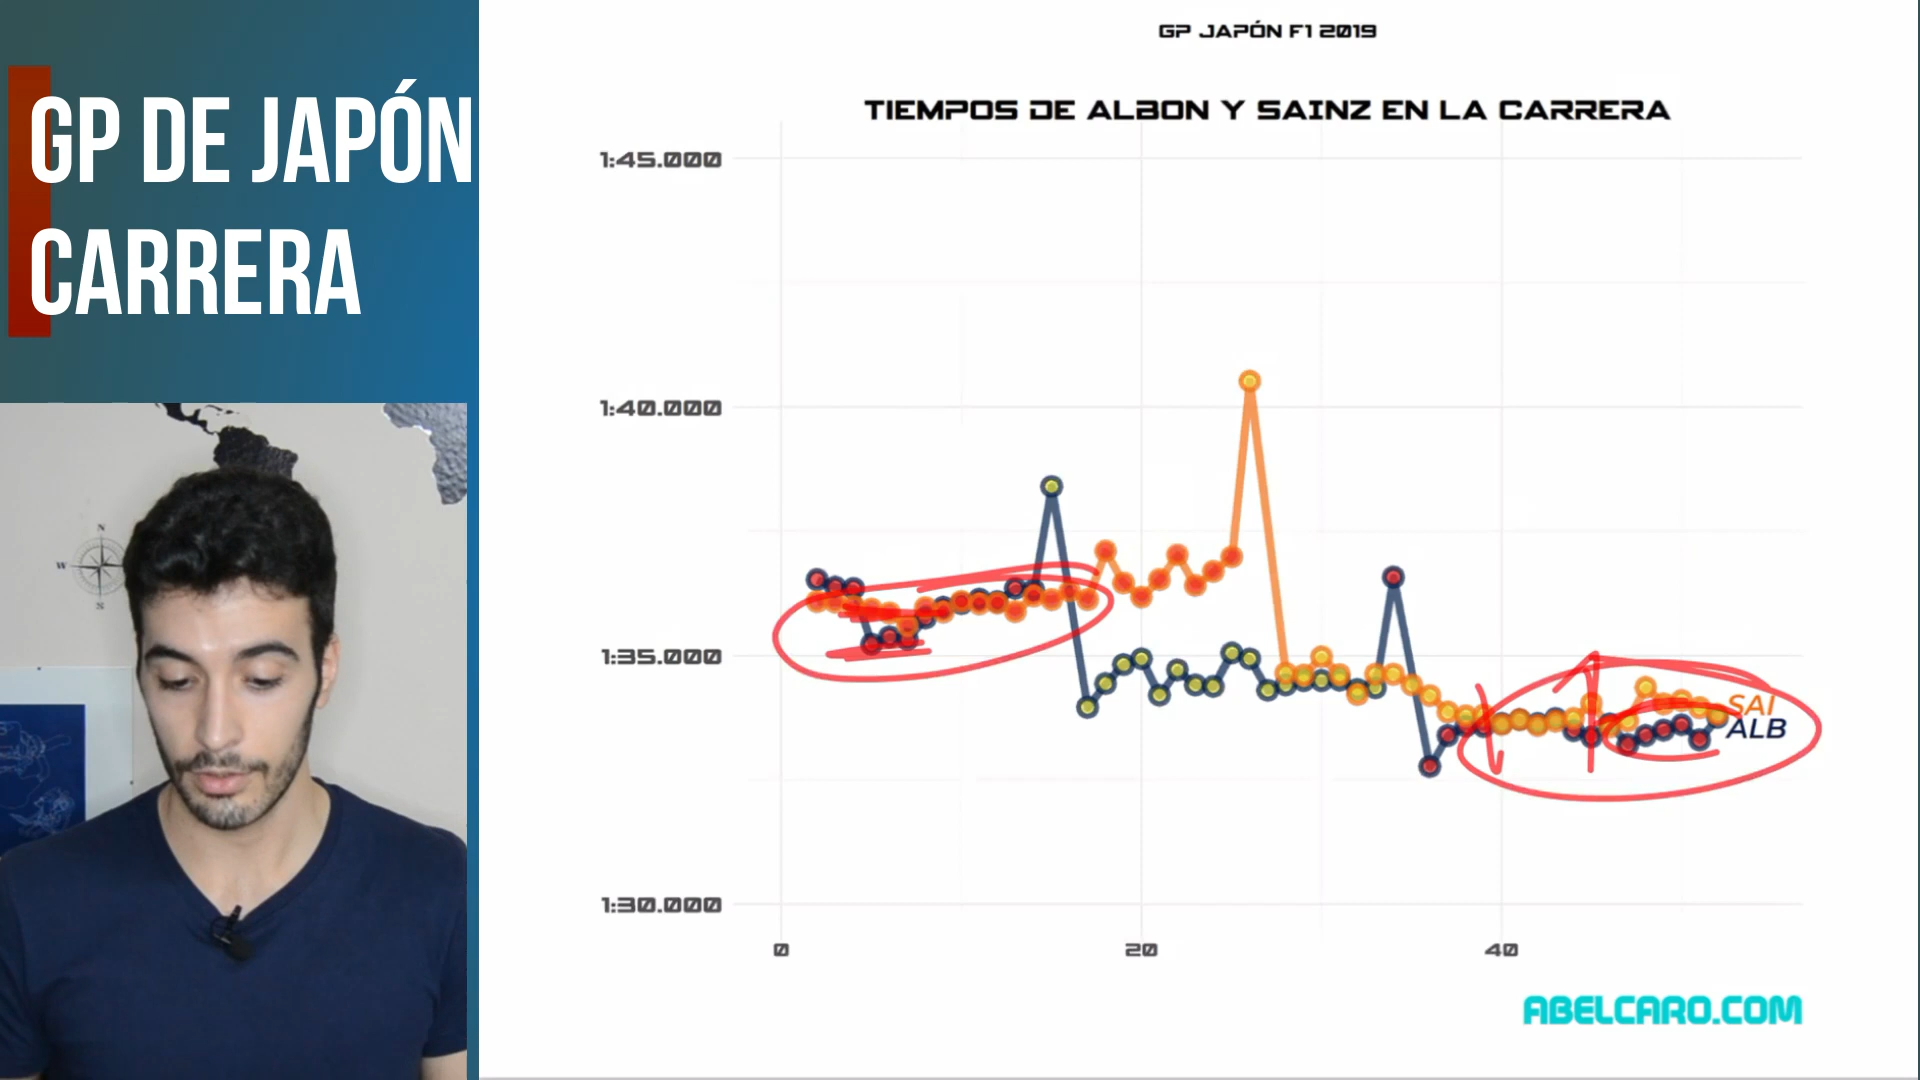 GP DE JAPÓN
CARRERA
N
W
S
GP JAPÓN F1 2019
TIEMPOS DE ALBON Y SAINZ EN LA CARRERA
1:45.000
1:40.000
1:35.000
1:30.000
0
20
40
SAI
ALB
ABELCARO.COM